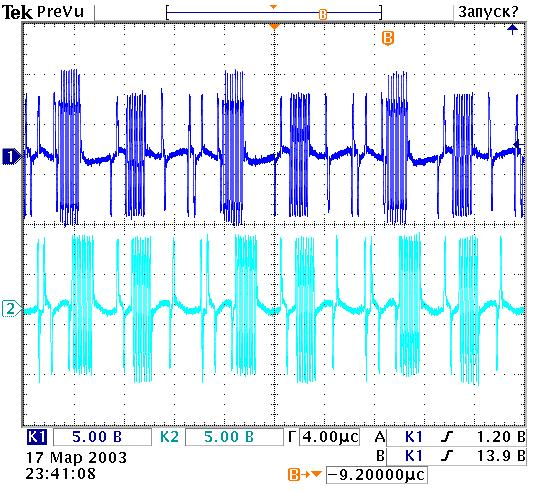 Tek PreVu Запуск?
B
B
1
2
K1 5.00 В K2 5.00 В Г 4.00µс A K1 1.20 В
B K1 13.9 В
17 Мар 2003
23:41:08
B -9.20000µс